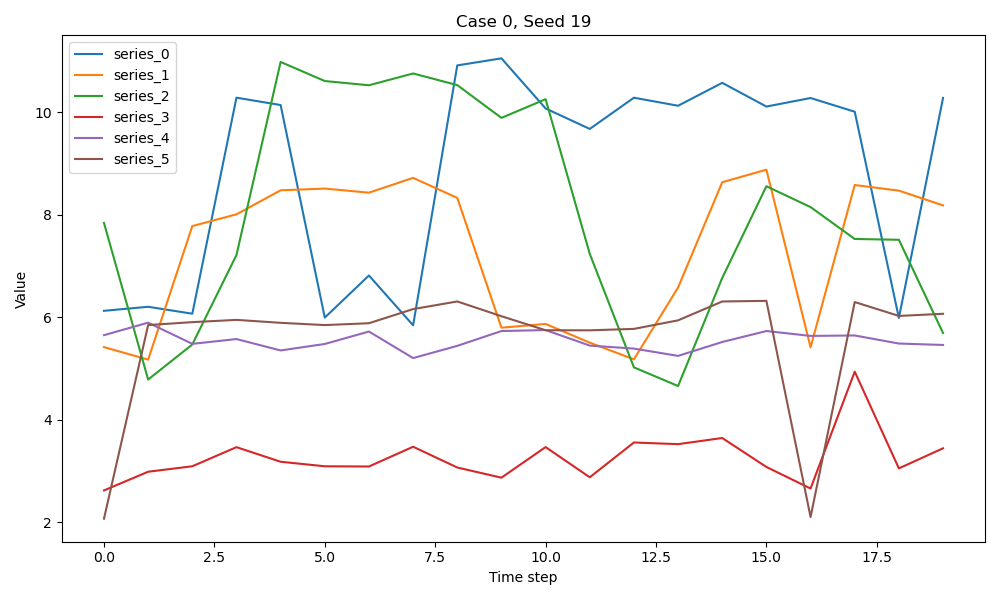 Case 0, Seed 19
series_0
series_1
series_2
series_3
series_4
series_5
Value
10
8
6
4
2
0.0 2.5 5.0 7.5 10.0 12.5 15.0 17.5
Time step